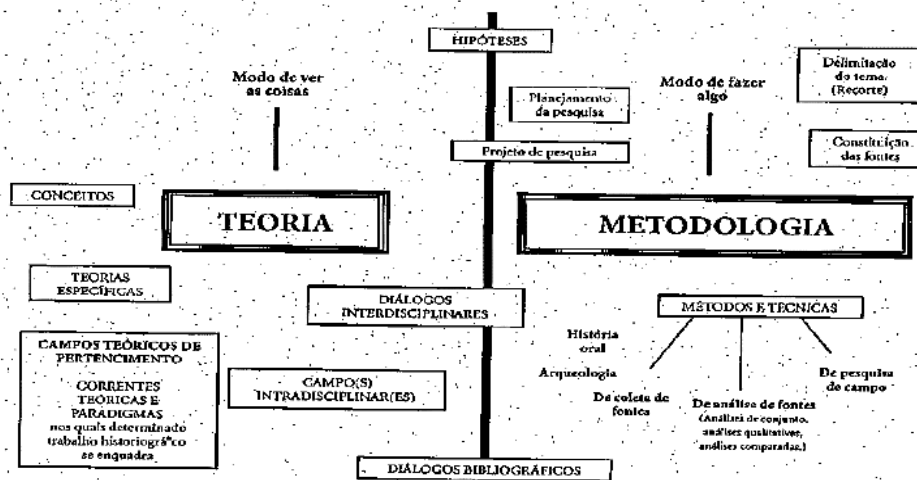 HIPÓTESES
Modo de ver
as coisas
Planejamento
da pesquisa
Modo de fazer
algo
Delimitação
do tema
(Recorte)
Projeto de pesquisa
Constituição
das fontes
CONCEITOS
TEORIA
METODOLOGIA
TEORIAS
ESPECÍFICAS
DIÁLOGOS
INTERDISCIPLINARES
MÉTODOS E TÉCNICAS
CAMPOS TEÓRICOS DE
PERTENCIMENTO
CORRENTES
TEÓRICAS E
PARADIGMAS
nos quais determinado
trabalho historiográfico
se enquadra
CAMPO(S)
INTRADISCIPLINAR(ES)
História
oral
Arqueologia
De coleta de
fontes
De análise de fontes
(Análises de conjunto,
análises qualitativas,
análises comparadas.)
De pesquisa
de campo
DIÁLOGOS BIBLIOGRÁFICOS